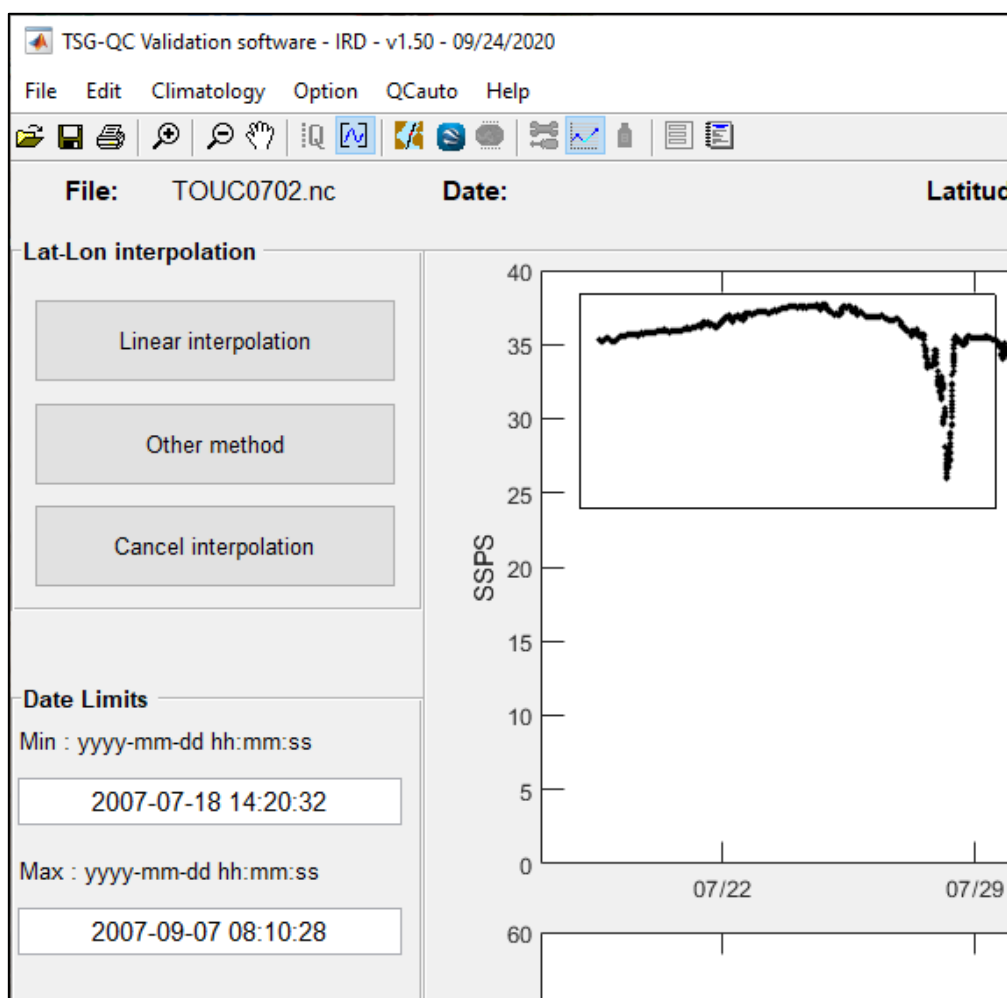 TSG-QC Validation software - IRD - v1.50 - 09/24/2020
File Edit Climatology Option QCauto Help
Q
File: TOUC0702.nc Date: Latitud
Lat-Lon interpolation
Linear interpolation
Other method
Cancel interpolation
Date Limits
Min : yyyy-mm-dd hh:mm:ss
2007-07-18 14:20:32
Max : yyyy-mm-dd hh:mm:ss
2007-09-07 08:10:28
SSPS
40
35
30
25
20
15
10
5
0
07/22 07/29
60